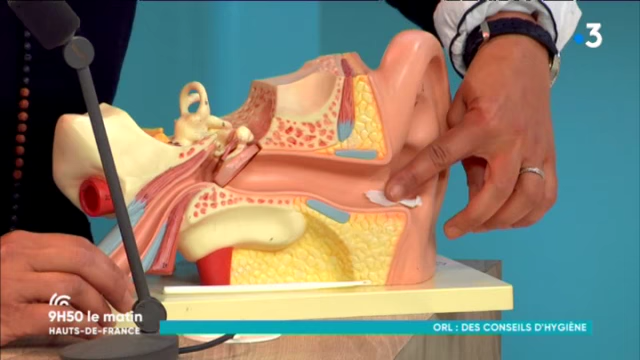 3
9H50 le matin
HAUTS-DE-FRANCE
ORL : DES CONSEILS D'HYGIÈNE